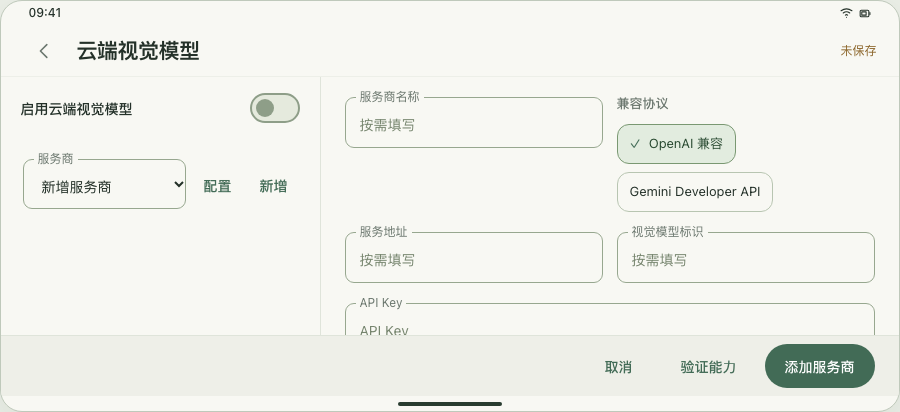 09:41
云端视觉模型
未保存
启用云端视觉模型
服务商
新增服务商
配置
新增
服务商名称
按需填写
兼容协议
✓ OpenAI 兼容
Gemini Developer API
服务地址
按需填写
视觉模型标识
按需填写
API Key
API Key
取消
验证能力
添加服务商